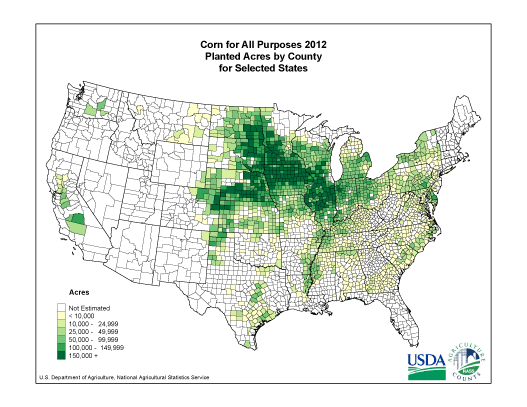 Corn for All Purposes 2012
Planted Acres by County
for Selected States
Acres
Not Estimated
< 10,000
10,000 - 24,999
25,000 - 49,999
50,000 - 99,999
100,000 - 149,999
150,000 +
U.S. Department of Agriculture, National Agricultural Statistics Service
USDA
AGRICULTURE
NASS
COUNTS